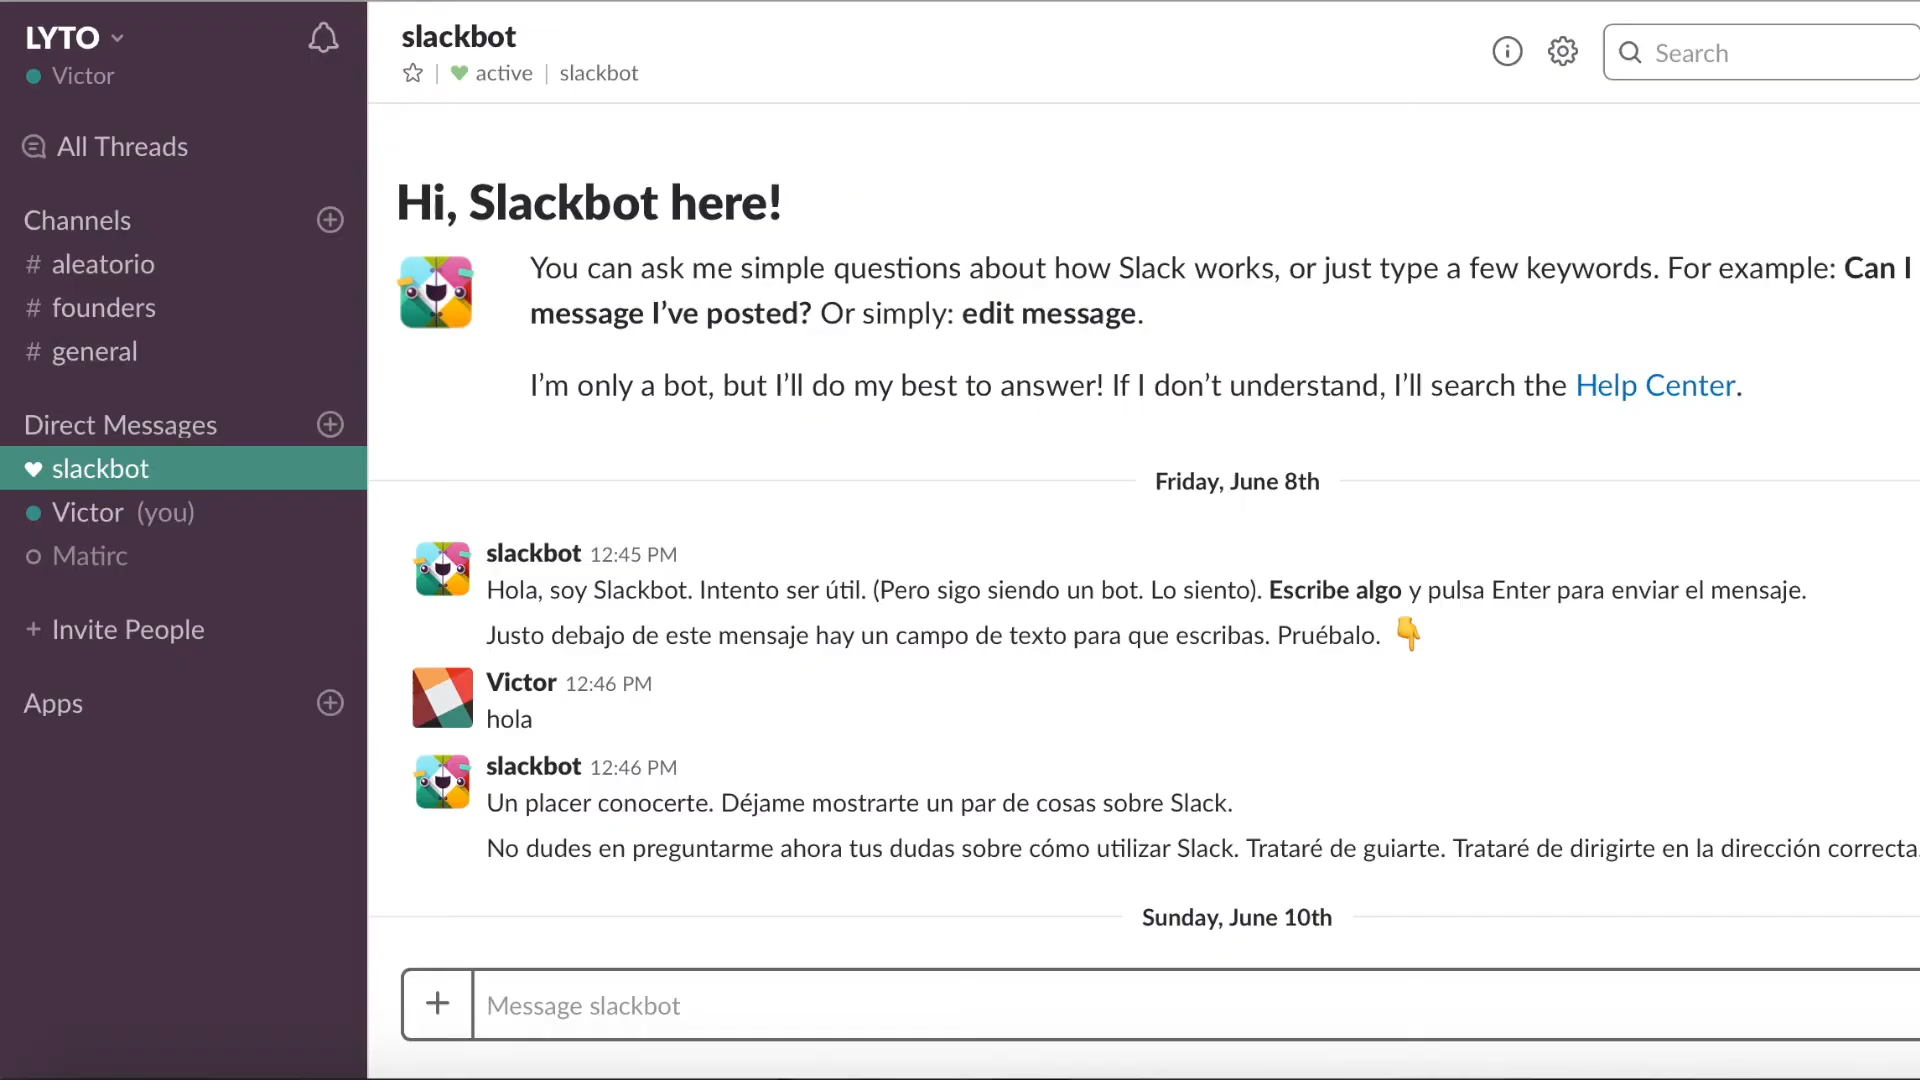 LYTO
Victor
All Threads
Channels
# aleatorio
# founders
# general
Direct Messages
slackbot
Victor (you)
Matirc
+ Invite People
Apps
slackbot
active | slackbot
Search
Hi, Slackbot here!
You can ask me simple questions about how Slack works, or just type a few keywords. For example: Can I
message I’ve posted? Or simply: edit message.
I’m only a bot, but I’ll do my best to answer! If I don’t understand, I’ll search the Help Center.
Friday, June 8th
slackbot 12:45 PM
Hola, soy Slackbot. Intento ser útil. (Pero sigo siendo un bot. Lo siento). Escribe algo y pulsa Enter para enviar el mensaje.
Justo debajo de este mensaje hay un campo de texto para que escribas. Pruébalo. 👇
Victor 12:46 PM
hola
slackbot 12:46 PM
Un placer conocerte. Déjame mostrarte un par de cosas sobre Slack.
No dudes en preguntarme ahora tus dudas sobre cómo utilizar Slack. Trataré de guiarte. Trataré de dirigirte en la dirección correcta.
Sunday, June 10th
+ Message slackbot